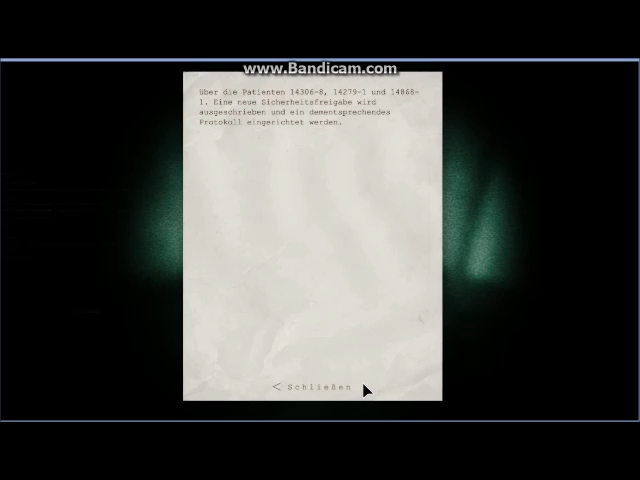 www.Bandicam.com
über die Patienten 14306-8, 14279-1 und 14868-
1. Eine neue Sicherheitsfreigabe wird
ausgeschrieben und ein dementsprechendes
Protokoll eingerichtet werden.
< Schließen